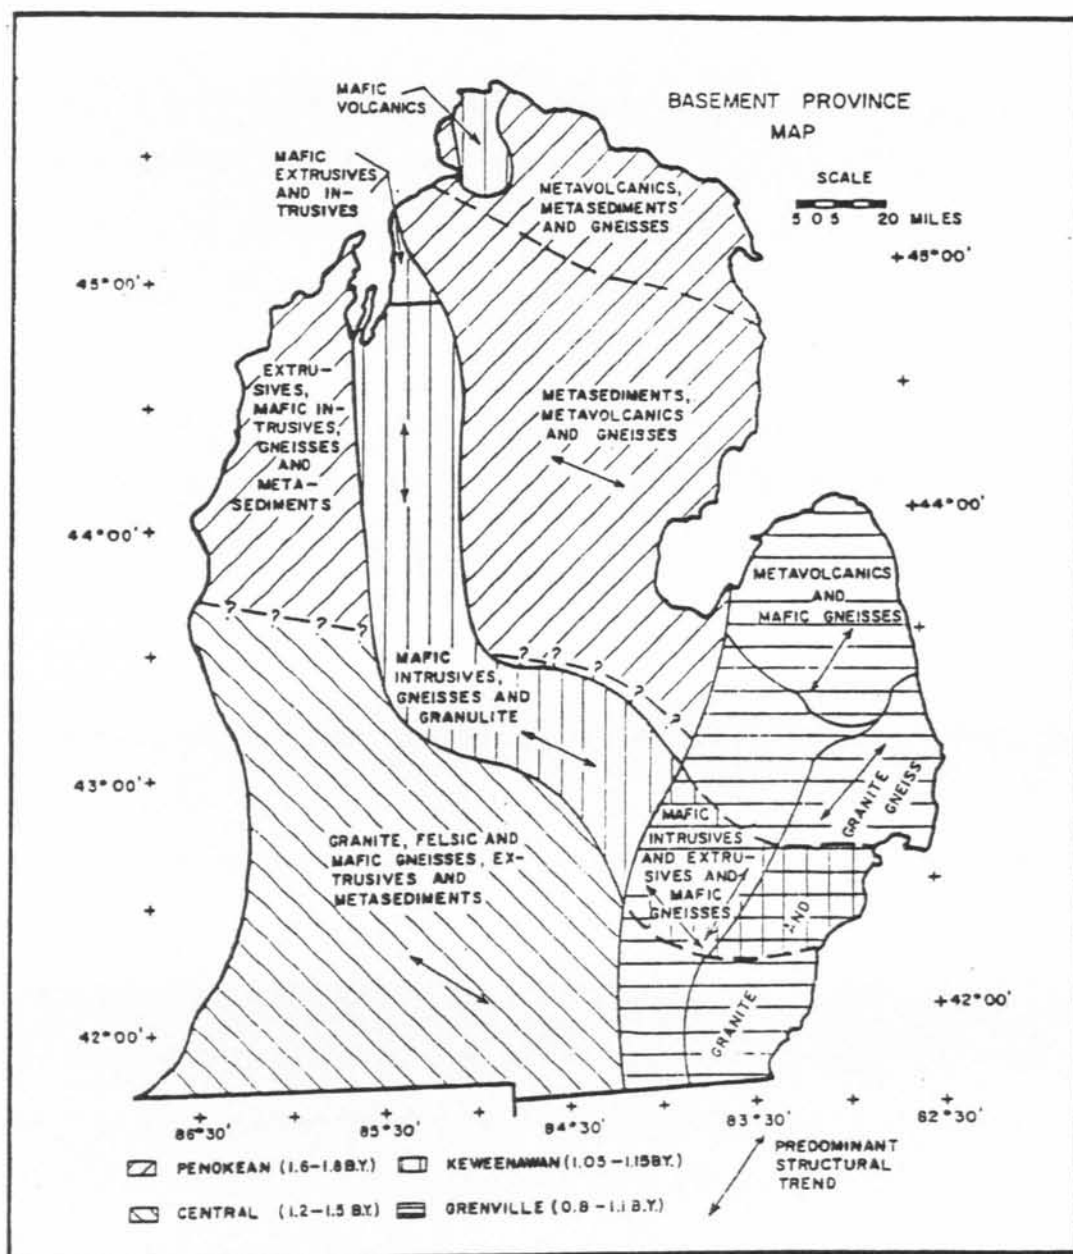 BASEMENT PROVINCE
MAP
SCALE
5 0 5 20 MILES
MAFIC
VOLCANICS
MAFIC
EXTRUSIVES
AND IN-
TRUSIVES
METAVOLCANICS,
METASEDIMENTS
AND GNEISSES
+45°00'
45°00'+
EXTRU-
SIVES,
MAFIC IN-
TRUSIVES,
GNEISSES
AND
META-
SEDIMENTS
METASEDIMENTS,
METAVOLCANICS
AND GNEISSES
+44°00'
44°00'+
METAVOLCANICS
AND
MAFIC GNEISSES
? ? ? ?
? ? ? ? ? ?
MAFIC
INTRUSIVES,
GNEISSES AND
GRANULITE
43°00'+
GRANITE
GNEISS
AND
GRANITE
MAFIC
INTRUSIVES
AND EXTRU-
SIVES AND
MAFIC
GNEISSES
GRANITE, FELSIC AND
MAFIC GNEISSES, EX-
TRUSIVES AND
METASEDIMENTS
+42°00'
42°00'+
86°30' 85°30' 84°30' 83°30' 82°30'
PENOKEAN (1.6-1.8 B.Y.)
KEWEENAWAN (1.05-1.15 B.Y.)
CENTRAL (1.2-1.5 B.Y.)
GRENVILLE (0.8-1.1 B.Y.)
PREDOMINANT
STRUCTURAL
TREND